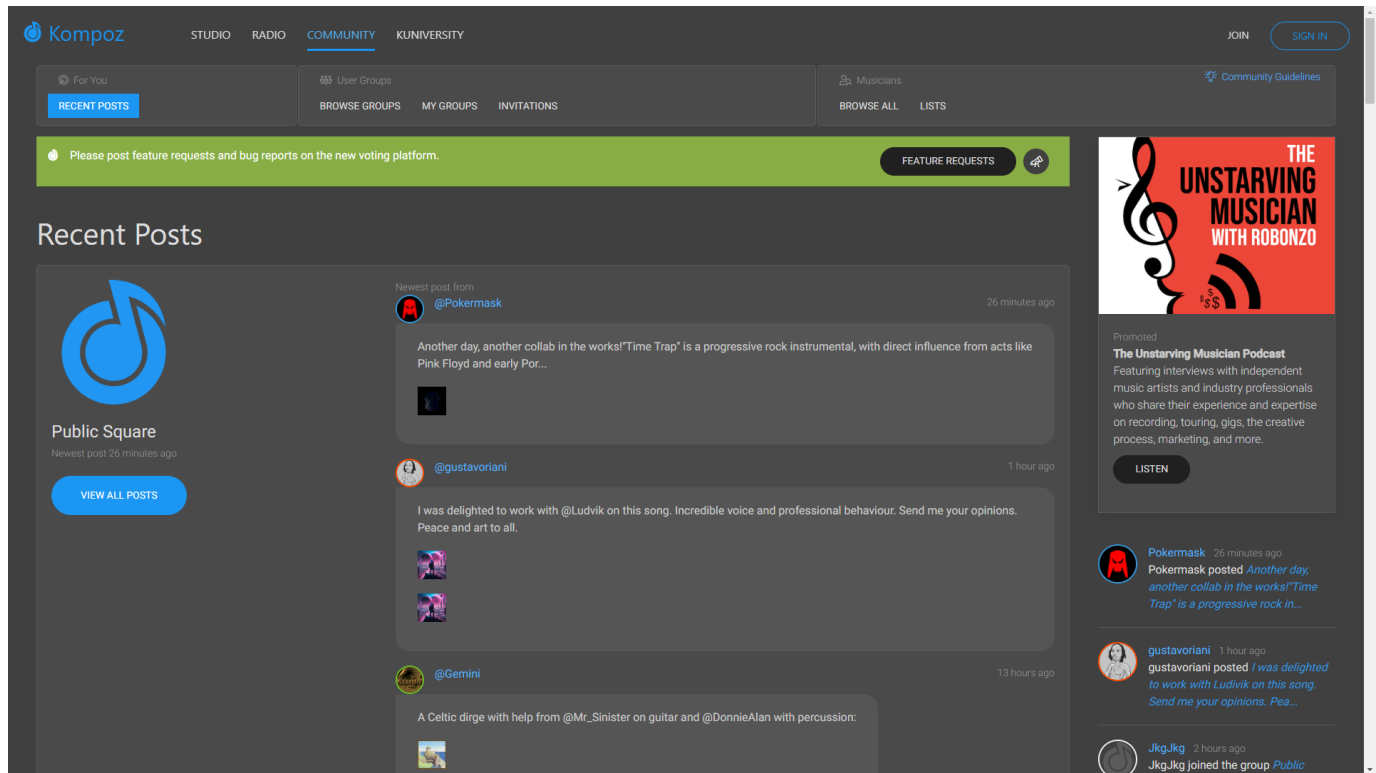 Kompoz
STUDIO RADIO COMMUNITY KUNIVERSITY
JOIN SIGN IN
For You
RECENT POSTS
User Groups
BROWSE GROUPS MY GROUPS INVITATIONS
Musicians
BROWSE ALL LISTS
Community Guidelines
Please post feature requests and bug reports on the new voting platform.
FEATURE REQUESTS
Recent Posts
Public Square
Newest post 26 minutes ago
VIEW ALL POSTS
Newest post from
@Pokermask 26 minutes ago
Another day, another collab in the works!"Time Trap" is a progressive rock instrumental, with direct influence from acts like
Pink Floyd and early Por...
@gustavoriani 1 hour ago
I was delighted to work with @Ludvik on this song. Incredible voice and professional behaviour. Send me your opinions.
Peace and art to all.
@Gemini 13 hours ago
A Celtic dirge with help from @Mr_Sinister on guitar and @DonnieAlan with percussion:
THE
UNSTARVING
MUSICIAN
WITH ROBONZO
$ $ $ $
Promoted
The Unstarving Musician Podcast
Featuring interviews with independent
music artists and industry professionals
who share their experience and expertise
on recording, touring, gigs, the creative
process, marketing, and more.
LISTEN
Pokermask 26 minutes ago
Pokermask posted Another day,
another collab in the works!"Time
Trap" is a progressive rock in...
gustavoriani 1 hour ago
gustavoriani posted I was delighted
to work with Ludivik on this song.
Send me your opinions. Pea...
JkgJkg 2 hours ago
JkgJkg joined the group Public